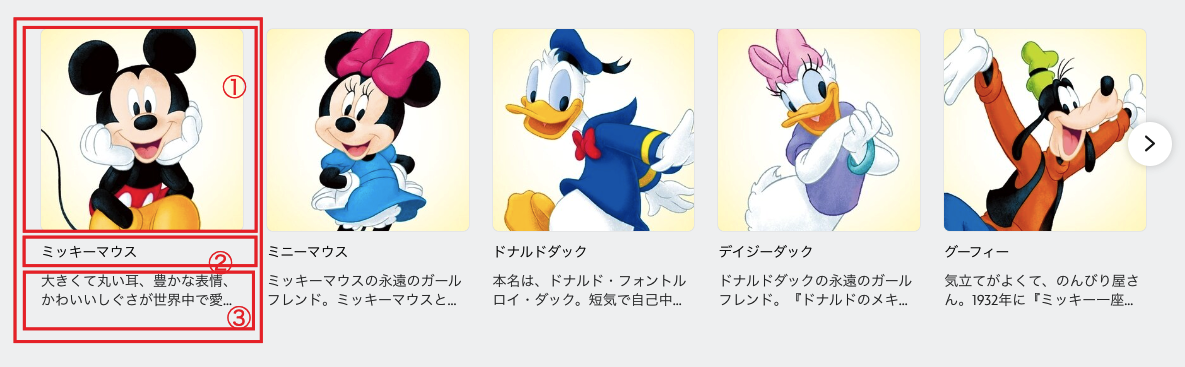 ①
ミッキーマウス
②
大きくて丸い耳、豊かな表情、
かわいいしぐさが世界中で愛...
③
ミニーマウス
ミッキーマウスの永遠のガール
フレンド。ミッキーマウスと...
ドナルドダック
本名は、ドナルド・フォントル
ロイ・ダック。短気で自己中...
デイジーダック
ドナルドダックの永遠のガール
フレンド。『ドナルドのメキ...
グーフィー
気立てがよくて、のんびり屋さ
ん。1932年に『ミッキー一座...